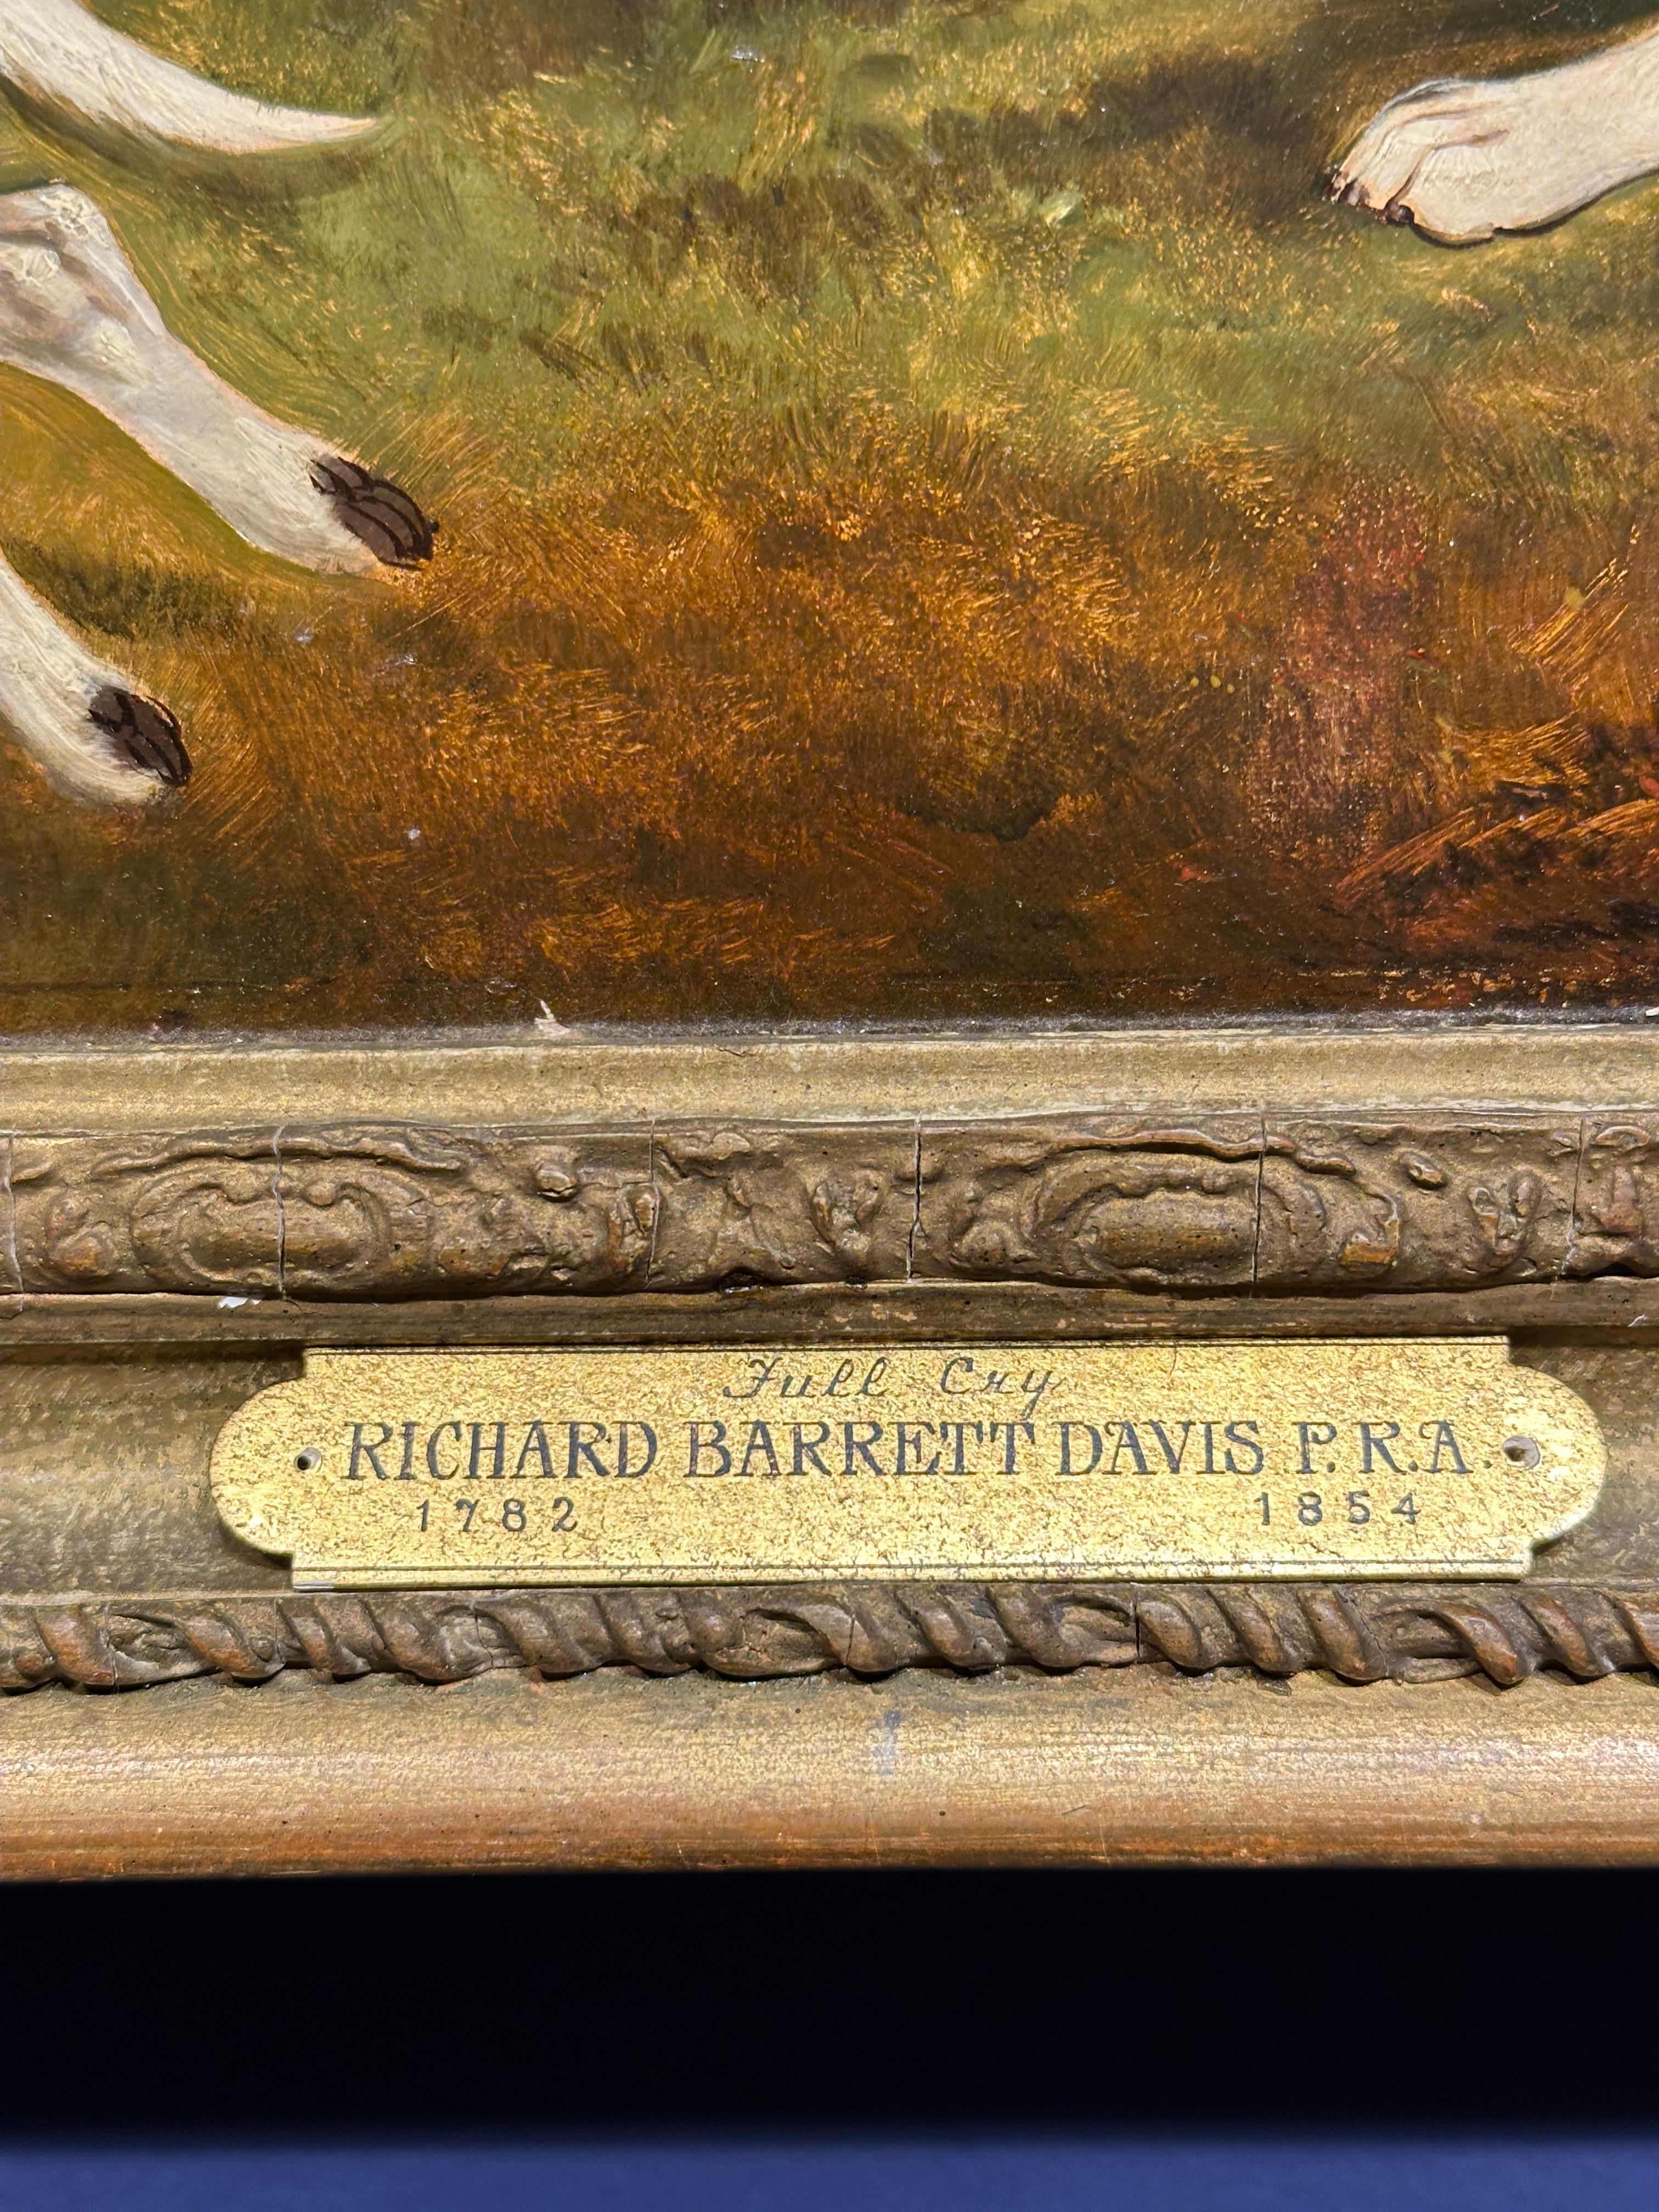 Full Cry
RICHARD BARRETT DAVIS P.R.A.
1782 1854